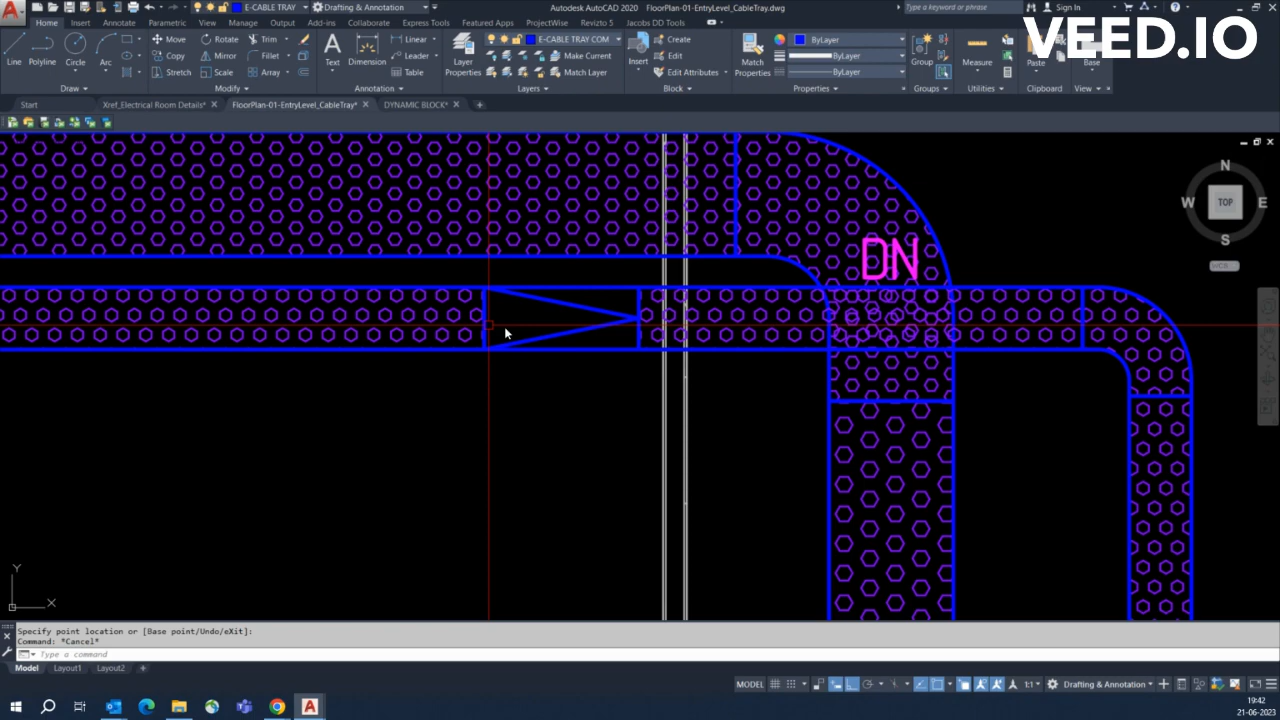 E-CABLE TRAY
Drafting & Annotation
Autodesk AutoCAD 2020 FloorPlan-01-EntryLevel_CableTray.dwg
Type a keyword or phrase
Sign In
VEED.IO
Home Insert Annotate Parametric View Manage Output Add-ins Collaborate Express Tools Featured Apps ProjectWise Revizto 5 Jacobs DD Tools
Line Polyline Circle Arc
Move Rotate Trim
Copy Mirror Fillet
Stretch Scale Array
Text Dimension
Linear
Leader
Table
Layer Properties
E-CABLE TRAY COM
Make Current
Match Layer
Insert
Create
Edit
Edit Attributes
Match Properties
ByLayer
ByLayer
ByLayer
Group Measure Paste Base
Draw Modify Annotation Layers Block Properties Groups Utilities Clipboard View
Start Xref_Electrical Room Details* FloorPlan-01-EntryLevel_CableTray* DYNAMIC BLOCK*
N
W TOP E
S
WCS
DN
Y
X
Specify point location or [Base point/Undo/eXit]:
Command: *Cancel*
Type a command
Model Layout1 Layout2
MODEL 1:1 Drafting & Annotation
19:42
21-06-2023